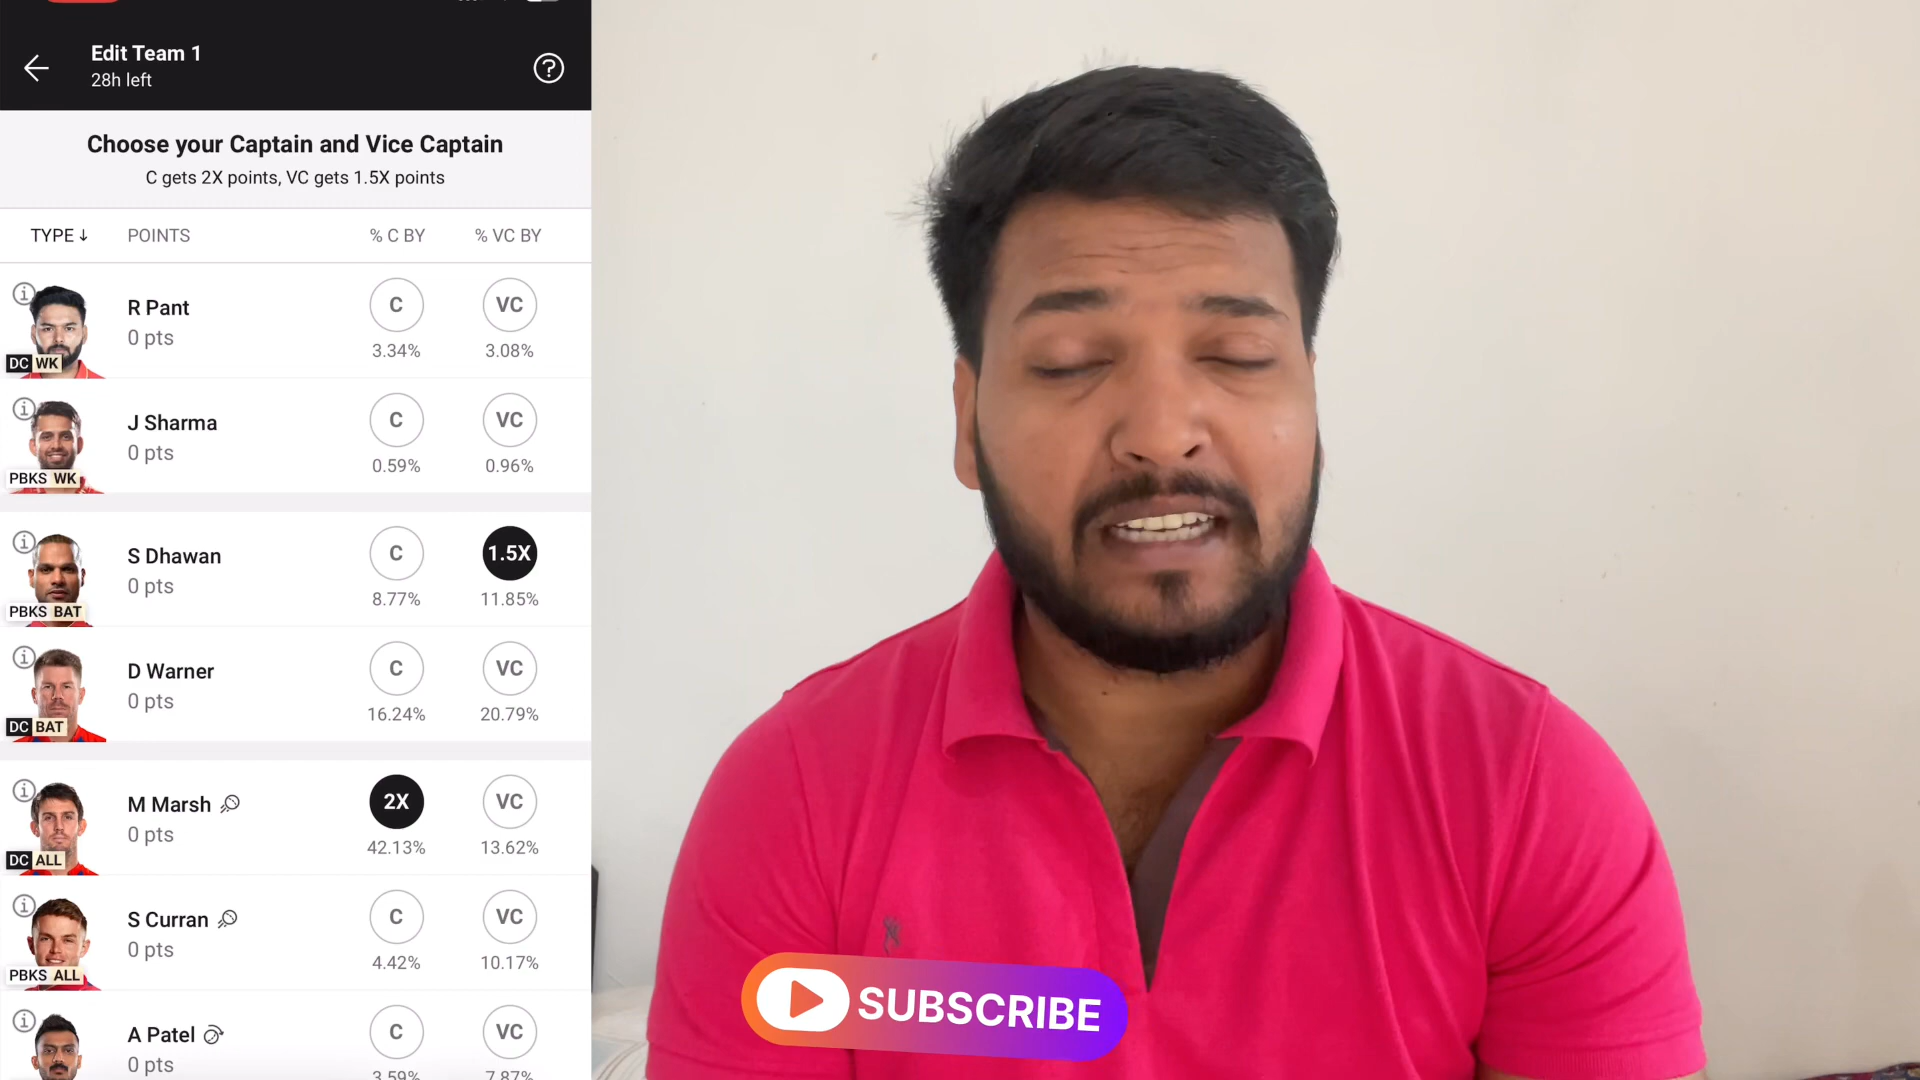 Edit Team 1
28h left
Choose your Captain and Vice Captain
C gets 2X points, VC gets 1.5X points
TYPE↓ POINTS % C BY % VC BY
R Pant C VC
0 pts 3.34% 3.08%
DC WK
J Sharma C VC
0 pts 0.59% 0.96%
PBKS WK
S Dhawan C 1.5X
0 pts 8.77% 11.85%
PBKS BAT
D Warner C VC
0 pts 16.24% 20.79%
DC BAT
M Marsh 2X VC
0 pts 42.13% 13.62%
DC ALL
S Curran C VC
0 pts 4.42% 10.17%
PBKS ALL
A Patel C VC
0 pts 3.59% 7.87%
SUBSCRIBE